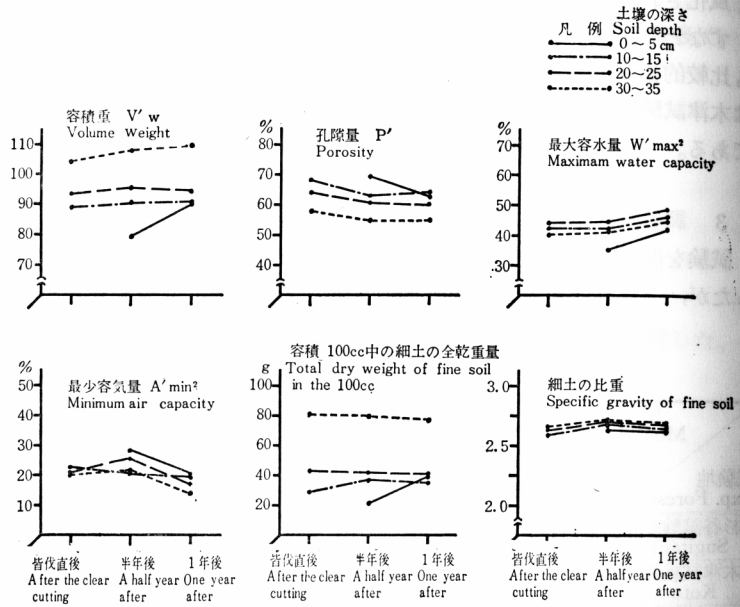 土壌の深さ
凡 例 Soil depth
0～5cm
10～15
20～25
30～35
容積重 V′w
Volume Weight
110
100
90
80
70
孔隙量 P′
Porosity
%
80
70
60
50
40
最大容水量 W′max²
Maximam water capacity
%
70
60
50
40
30
最少容気量 A′min²
Minimum air capacity
%
50
40
30
20
10
容積 100cc中の細土の全乾重量
Total dry weight of fine soil
in the 100cc
g
100
80
60
40
20
細土の比重
Specific gravity of fine soil
3.0
2.5
2.0
皆伐直後 半年後 1年後
After the clear A half year One year
cutting after after
皆伐直後 半年後 1年後
After the clear A half year One year
cutting after after
皆伐直後 半年後 1年後
After the clear A half year One year
cutting after after